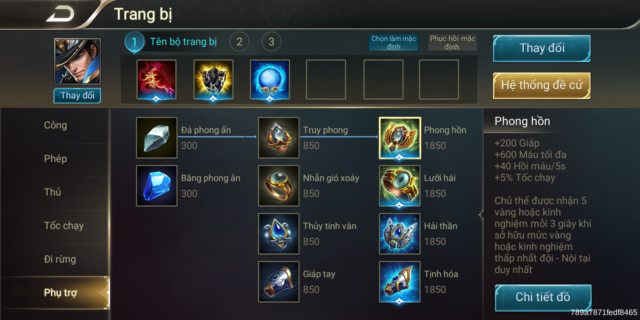 Trang bị
1
Tên bộ trang bị
2
3
Chọn làm mặc
định
Phục hồi mặc
định
Thay đổi
Thay đổi
Hệ thống đề cử
Công
Phép
Thủ
Tốc chạy
Đi rừng
Phụ trợ
Đá phong ấn
300
Truy phong
850
Phong hồn
1850
Băng phong ấn
300
Nhẫn gió xoáy
850
Lưỡi hái
1850
Thủy tinh vân
850
Hải thần
1850
Giáp tay
850
Tịnh hóa
1850
Phong hồn
+200 Giáp
+600 Máu tối đa
+40 Hồi máu/5s
+5% Tốc chạy
Chủ thể được nhận 5
vàng hoặc kinh
nghiệm mỗi 3 giây khi
sở hữu mức vàng
hoặc kinh nghiệm
thấp nhất đội - Nội tại
duy nhất
Chi tiết đồ
789a7871fedf8465